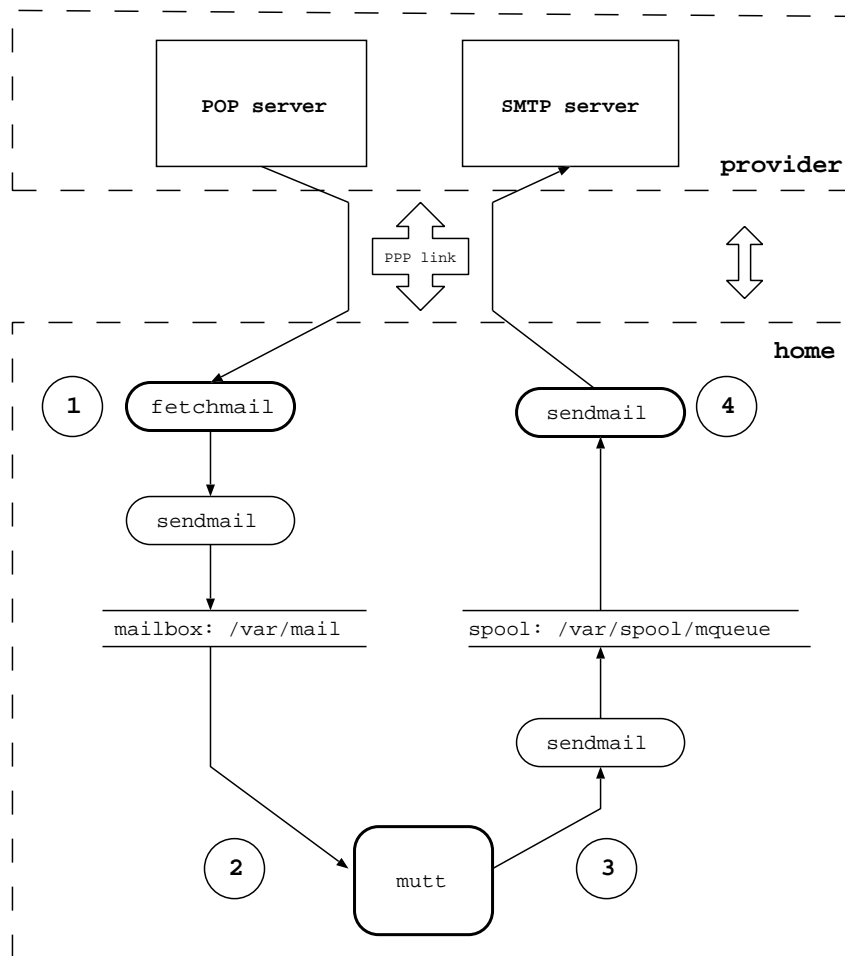 POP server
SMTP server
provider
PPP link
home
1
fetchmail
sendmail
4
sendmail
mailbox: /var/mail
spool: /var/spool/mqueue
sendmail
2
mutt
3